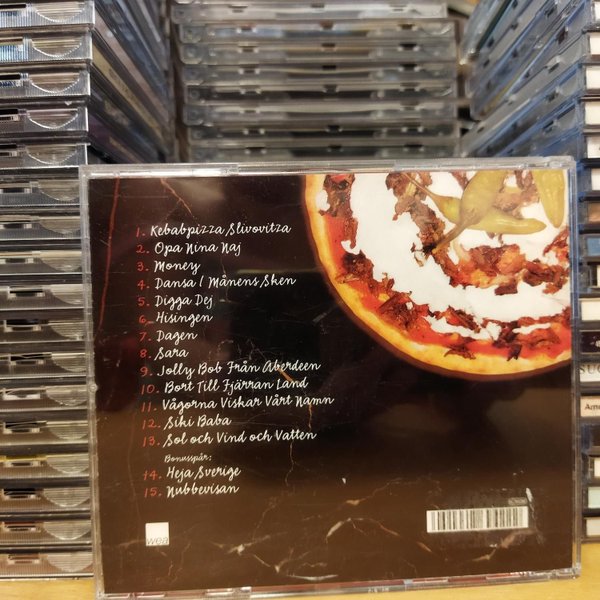 1. Kebabpizza Slivovitza
2. Opa Nina Naj
3. Money
4. Dansa I Månens Sken
5. Digga Dej
6. Hisingen
7. Dagen
8. Sara
9. Jolly Bob Från Aberdeen
10. Bort Till Fjärran Land
11. Vågorna Viskar Vårt Namn
12. Siki Baba
13. Sol och Vind och Vatten
Bonusspår:
14. Heja Sverige
15. Nubbevisan
wea